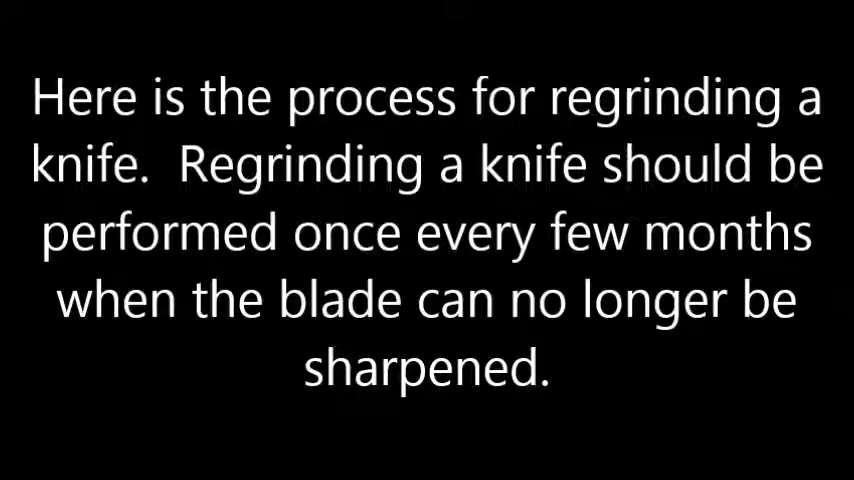 Here is the process for regrinding a
knife.  Regrinding a knife should be
performed once every few months
when the blade can no longer be
sharpened.